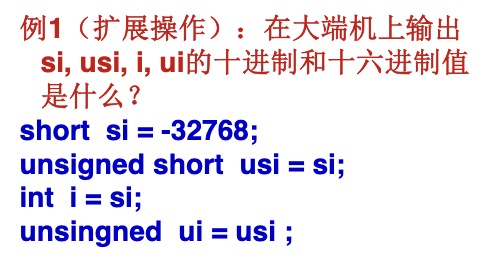 例1（扩展操作）：在大端机上输出
si, usi, i, ui的十进制和十六进制值
是什么？
short  si = -32768;
unsigned short  usi = si;
int  i = si;
unsingned  ui = usi ;